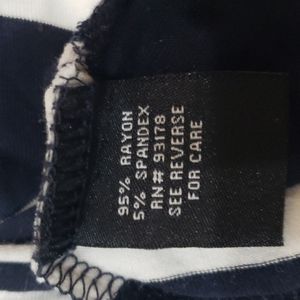 95% RAYON
5% SPANDEX
RN# 93178
SEE REVERSE
FOR CARE